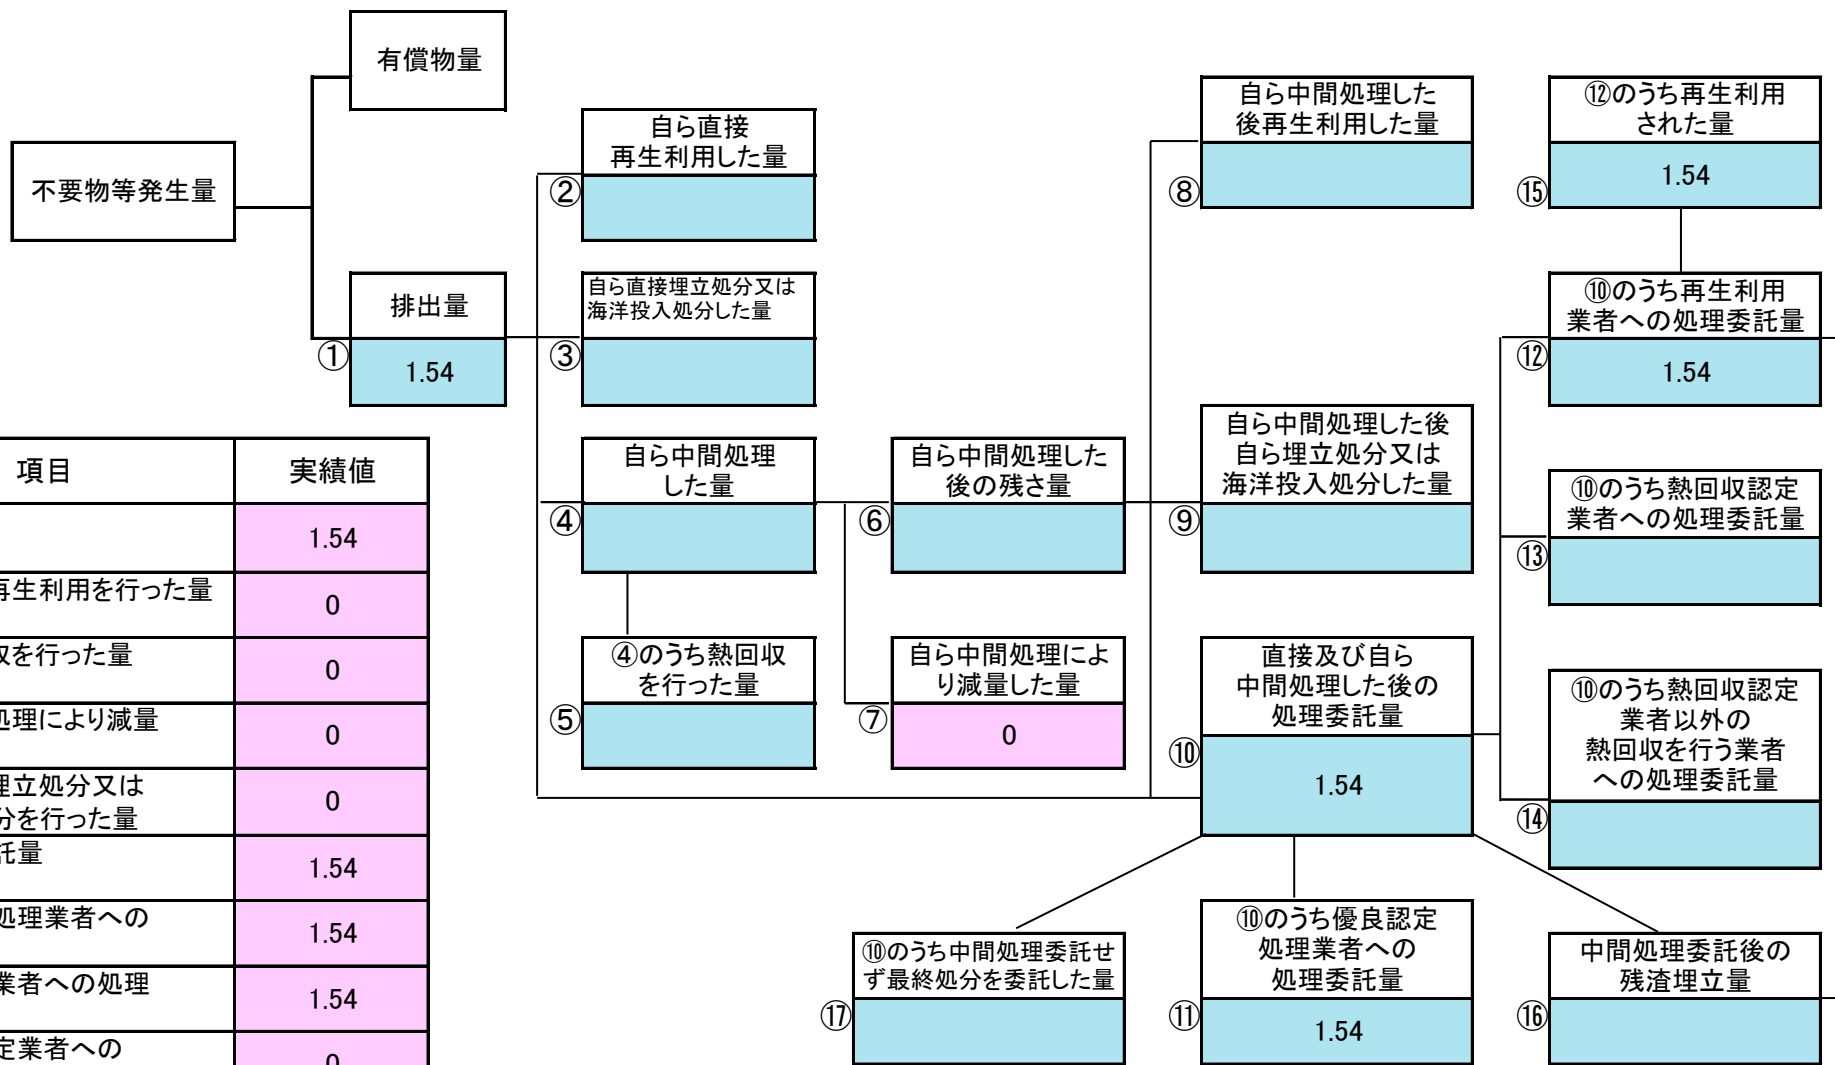 有償物量
不要物等発生量
排出量
①
1.54
自ら直接
再生利用した量
②
自ら直接埋立処分又は
海洋投入処分した量
③
自ら中間処理
した量
④
④のうち熱回収
を行った量
⑤
自ら中間処理した
後の残さ量
⑥
自ら中間処理によ
り減量した量
⑦
0
自ら中間処理した
後再生利用した量
⑧
自ら中間処理した後
自ら埋立処分又は
海洋投入処分した量
⑨
直接及び自ら
中間処理した後の
処理委託量
⑩
1.54
⑫のうち再生利用
された量
⑮
1.54
⑩のうち再生利用
業者への処理委託量
⑫
1.54
⑩のうち熱回収認定
業者への処理委託量
⑬
⑩のうち熱回収認定
業者以外の
熱回収を行う業者
への処理委託量
⑭
⑩のうち中間処理委託せ
ず最終処分を委託した量
⑰
⑩のうち優良認定
処理業者への
処理委託量
⑪
1.54
中間処理委託後の
残渣埋立量
⑯
項目 実績値
1.54
再生利用を行った量
0
を行った量
0
処理により減量
0
埋立処分又は
分を行った量
0
託量
1.54
処理業者への
1.54
業者への処理
1.54
定業者への
0